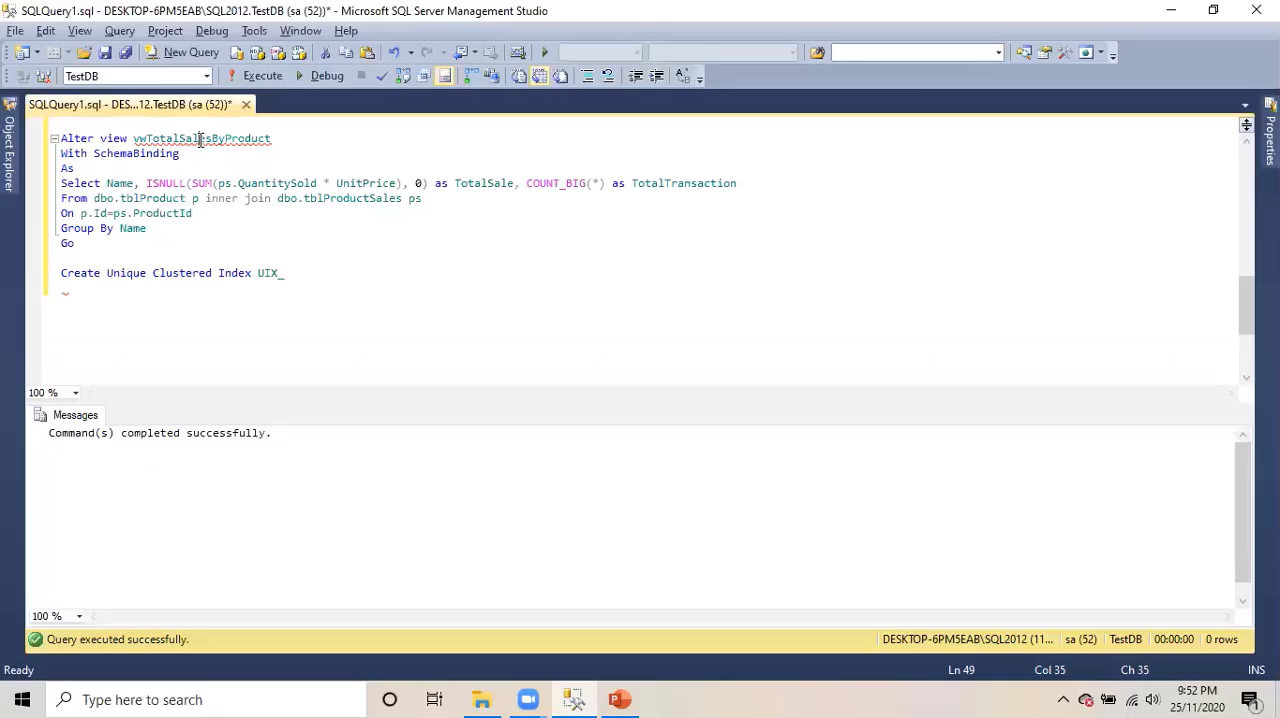 SQLQuery1.sql - DESKTOP-6PM5EAB\SQL2012.TestDB (sa (52))* - Microsoft SQL Server Management Studio
File Edit View Query Project Debug Tools Window Help
New Query
TestDB Execute Debug
SQLQuery1.sql - DES...12.TestDB (sa (52))*
Object Explorer
Properties
Alter view vwTotalSalesByProduct
With SchemaBinding
As
Select Name, ISNULL(SUM(ps.QuantitySold * UnitPrice), 0) as TotalSale, COUNT_BIG(*) as TotalTransaction
From dbo.tblProduct p inner join dbo.tblProductSales ps
On p.Id=ps.ProductId
Group By Name
Go
Create Unique Clustered Index UIX_
100 %
Messages
Command(s) completed successfully.
100 %
Query executed successfully. DESKTOP-6PM5EAB\SQL2012 (11... sa (52) TestDB 00:00:00 0 rows
Ready Ln 49 Col 35 Ch 35 INS
Type here to search
9:52 PM
25/11/2020